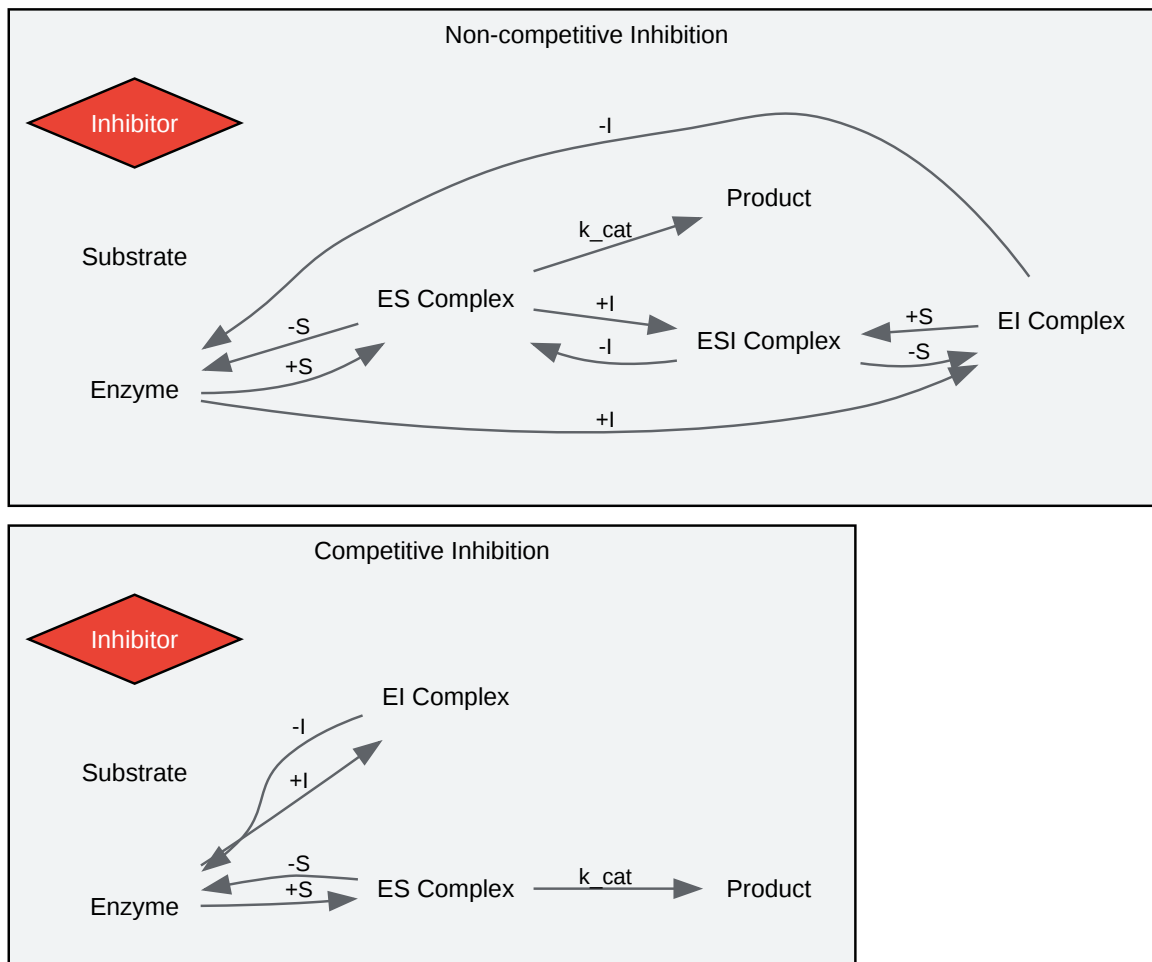 Non-competitive Inhibition
Inhibitor
-I
Product
k_cat
Substrate
ES Complex
+I
-S
ESI Complex
-I
+S
EI Complex
-S
+S
Enzyme
+I
Competitive Inhibition
Inhibitor
EI Complex
-I
Substrate
+I
-S
ES Complex
k_cat
Product
+S
Enzyme